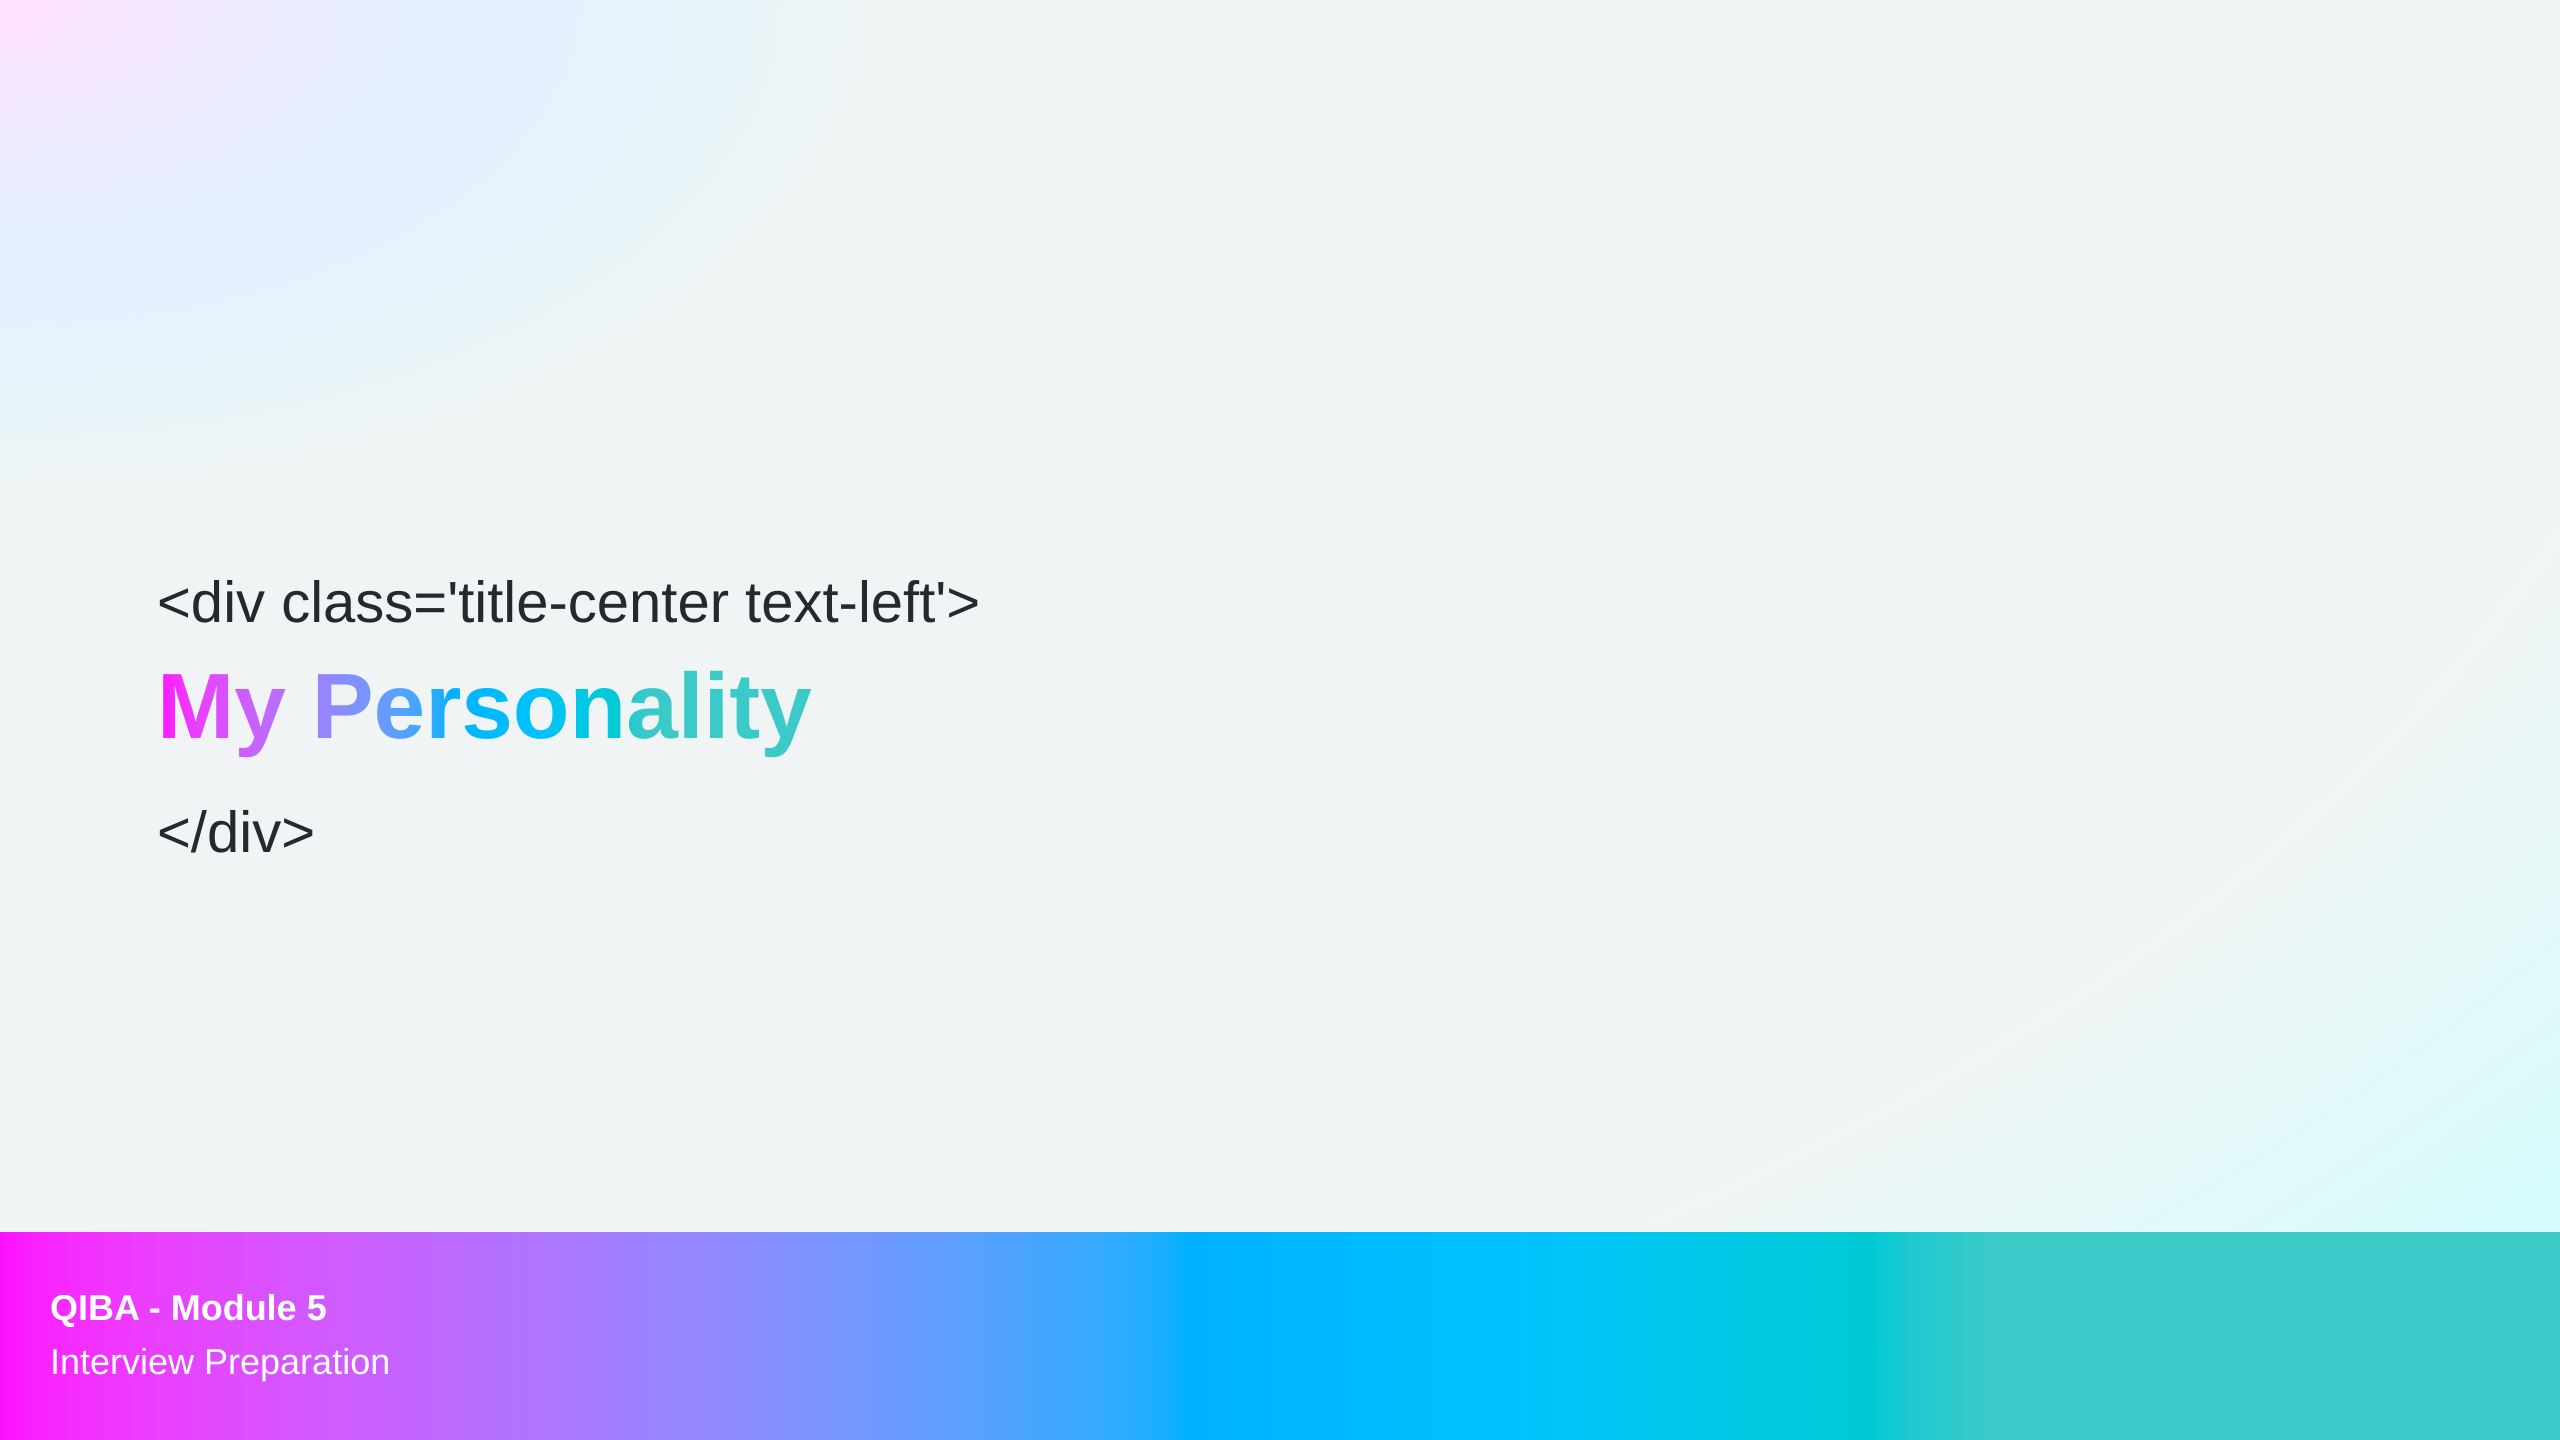 <div class='title-center text-left'>
My Personality
</div>
QIBA - Module 5
Interview Preparation